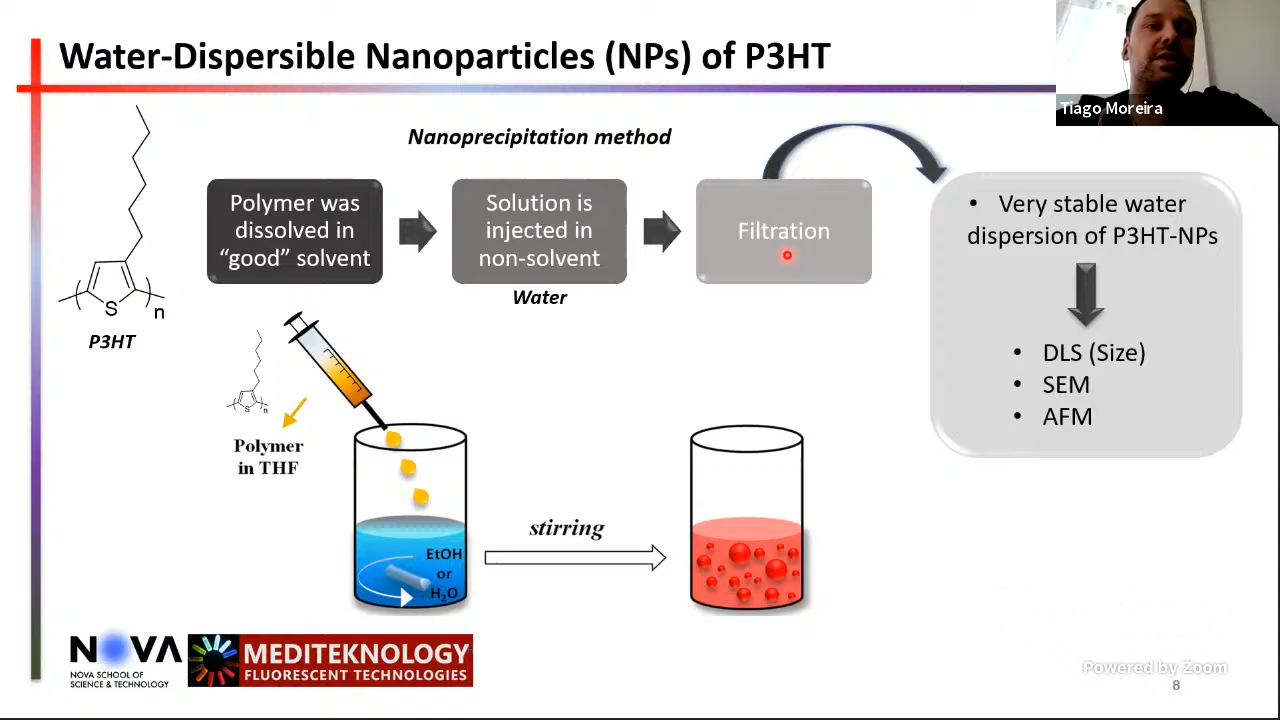 Water-Dispersible Nanoparticles (NPs) of P3HT
Tiago Moreira
Nanoprecipitation method
Polymer was
dissolved in
“good” solvent
Solution is
injected in
non-solvent
Water
Filtration
• Very stable water
dispersion of P3HT-NPs
• DLS (Size)
• SEM
• AFM
S
n
P3HT
S
n
Polymer
in THF
EtOH
or
H₂O
stirring
NOVA
NOVA SCHOOL OF
SCIENCE & TECHNOLOGY
MEDITEKNOLOGY
FLUORESCENT TECHNOLOGIES
Powered by Zoom
8